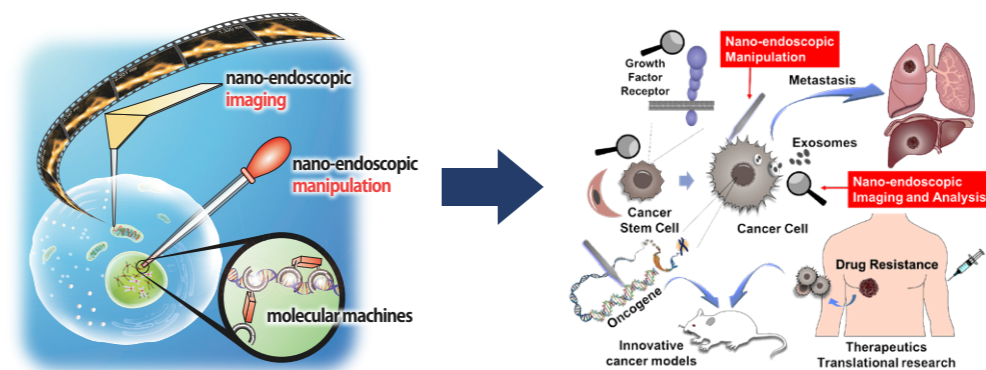 nano-endoscopic
imaging
nano-endoscopic
manipulation
molecular machines
Growth
Factor
Receptor
Nano-endoscopic
Manipulation
Metastasis
Exosomes
Nano-endoscopic
Imaging and Analysis
Cancer
Stem Cell
Cancer Cell
Oncogene
Innovative
cancer models
Drug Resistance
Therapeutics
Translational research